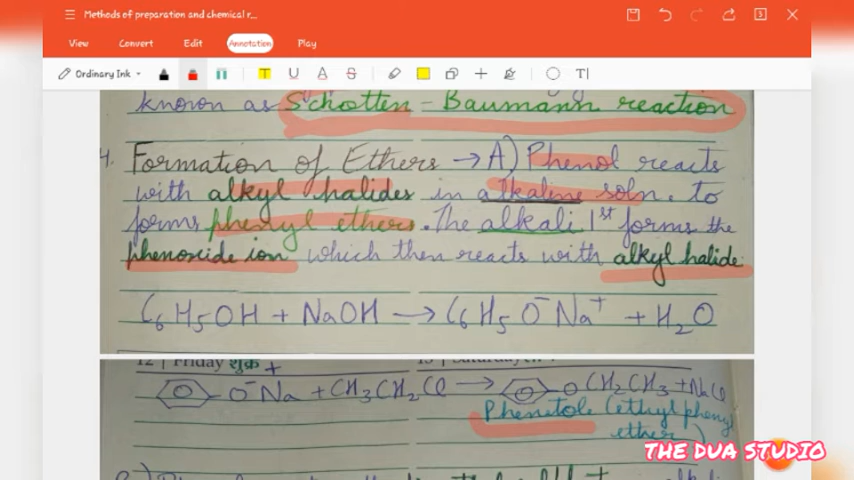 Methods of preparation and chemical r...
View Convert Edit Annotation Play
Ordinary Ink
known as Schotten - Baumann reaction
4. Formation of Ethers → A) Phenol reacts
with alkyl halides in alkaline soln. to
forms phenyl ethers. The alkali 1st forms the
phenoxide ion which then reacts with alkyl halide.
C6H5OH + NaOH → C6H5O⁻Na⁺ + H2O
12 | Friday शुक्र
O⁻Na⁺ + CH3CH2Cl → OCH2CH3 + NaCl
Phenetole (ethyl phenyl
ether)
THE DUA STUDIO